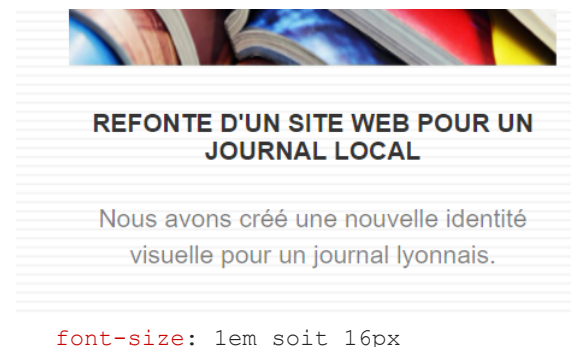 REFONTE D'UN SITE WEB POUR UN
JOURNAL LOCAL
Nous avons créé une nouvelle identité
visuelle pour un journal lyonnais.
font-size: 1em soit 16px